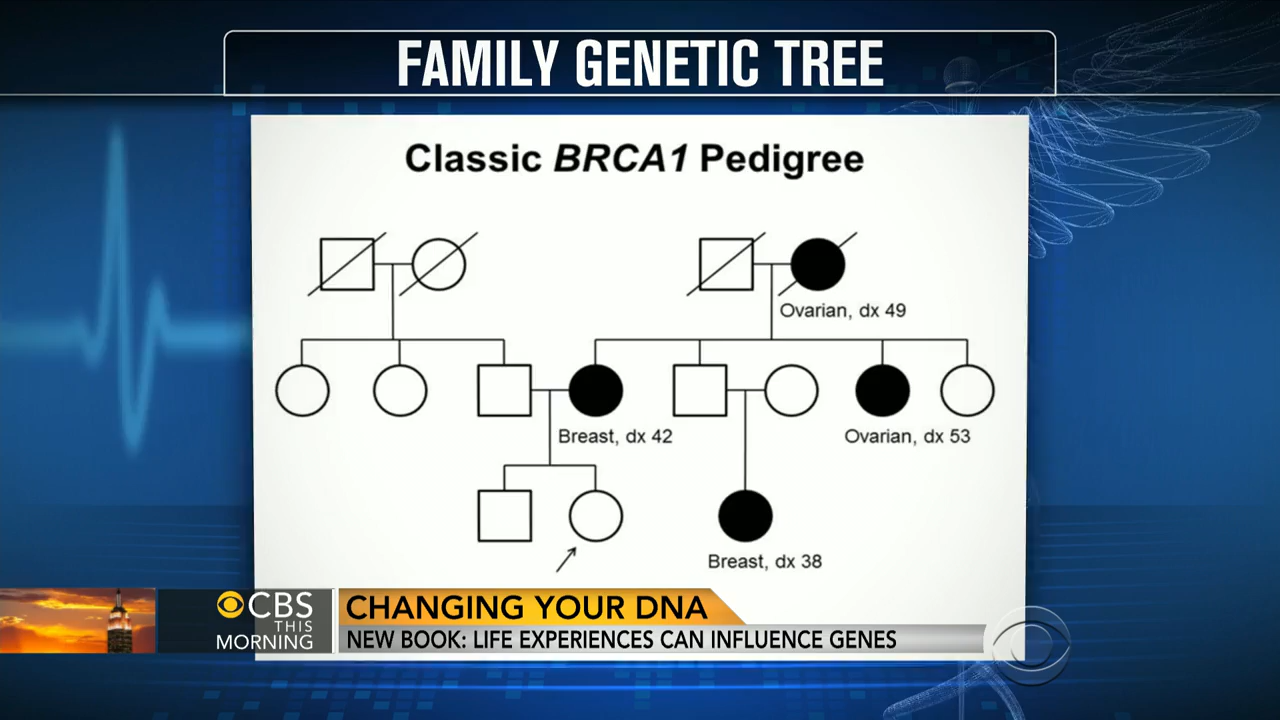 FAMILY GENETIC TREE
Classic BRCA1 Pedigree
Ovarian, dx 49
Breast, dx 42
Ovarian, dx 53
Breast, dx 38
CBS
THIS
MORNING
CHANGING YOUR DNA
NEW BOOK: LIFE EXPERIENCES CAN INFLUENCE GENES